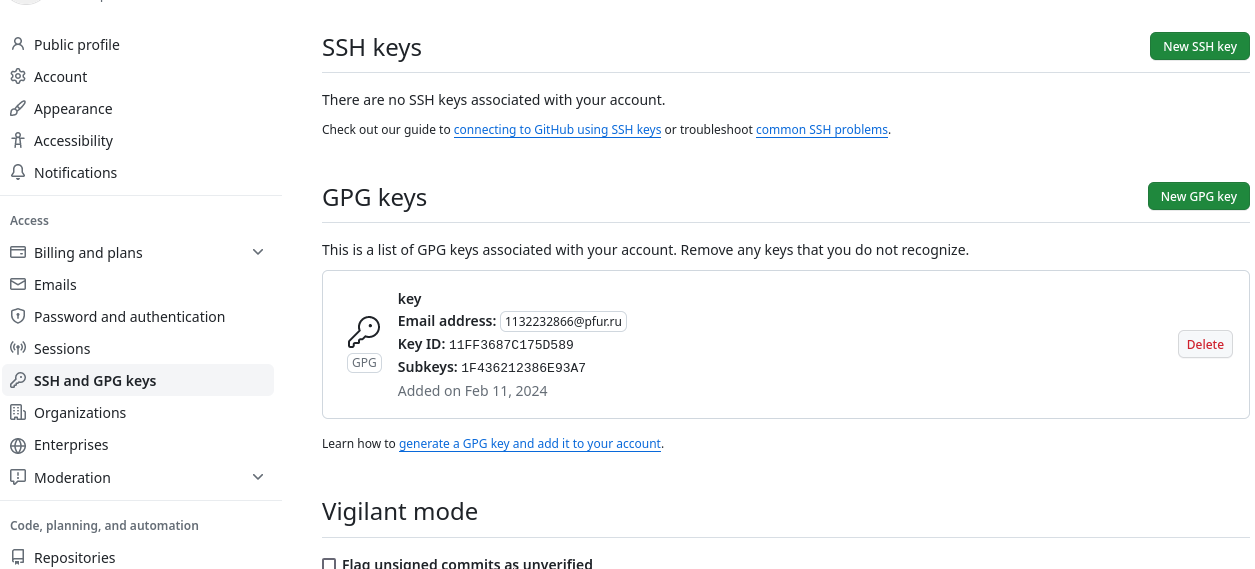 Public profile
Account
Appearance
Accessibility
Notifications
Access
Billing and plans
Emails
Password and authentication
Sessions
SSH and GPG keys
Organizations
Enterprises
Moderation
Code, planning, and automation
Repositories
SSH keys
New SSH key
There are no SSH keys associated with your account.
Check out our guide to connecting to GitHub using SSH keys or troubleshoot common SSH problems.
GPG keys
New GPG key
This is a list of GPG keys associated with your account. Remove any keys that you do not recognize.
GPG
key
Email address: 1132232866@pfur.ru
Key ID: 11FF3687C175D589
Subkeys: 1F436212386E93A7
Added on Feb 11, 2024
Delete
Learn how to generate a GPG key and add it to your account.
Vigilant mode
Flag unsigned commits as unverified